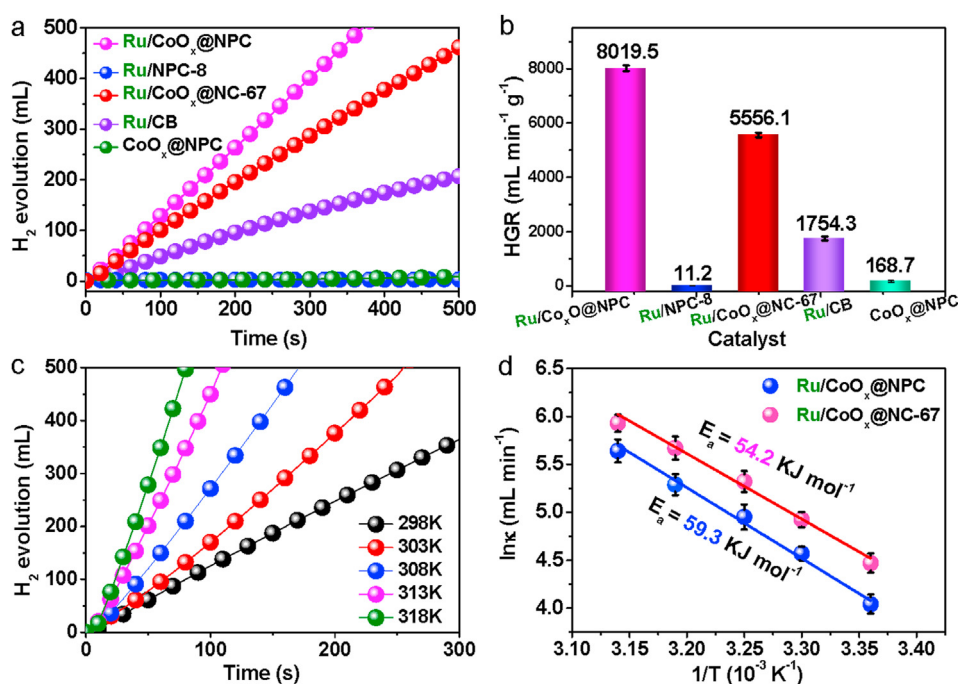 a
H₂ evolution (mL)
500
400
300
200
100
0
Ru/CoOₓ@NPC
Ru/NPC-8
Ru/CoOₓ@NC-67
Ru/CB
CoOₓ@NPC
0 100 200 300 400 500
Time (s)
b
HGR (mL min⁻¹ g⁻¹)
8000
6000
4000
2000
0
8019.5
11.2
5556.1
1754.3
168.7
Ru/CoₓO@NPC
Ru/NPC-8
Ru/CoOₓ@NC-67
Ru/CB
CoOₓ@NPC
Catalyst
c
H₂ evolution (mL)
500
400
300
200
100
0
298K
303K
308K
313K
318K
0 100 200 300
Time (s)
d
lnκ (mL min⁻¹)
6.5
6.0
5.5
5.0
4.5
4.0
Ru/CoOₓ@NPC
Ru/CoOₓ@NC-67
Eₐ = 54.2 KJ mol⁻¹
Eₐ = 59.3 KJ mol⁻¹
3.10 3.15 3.20 3.25 3.30 3.35
1/T (10⁻³ K⁻¹)